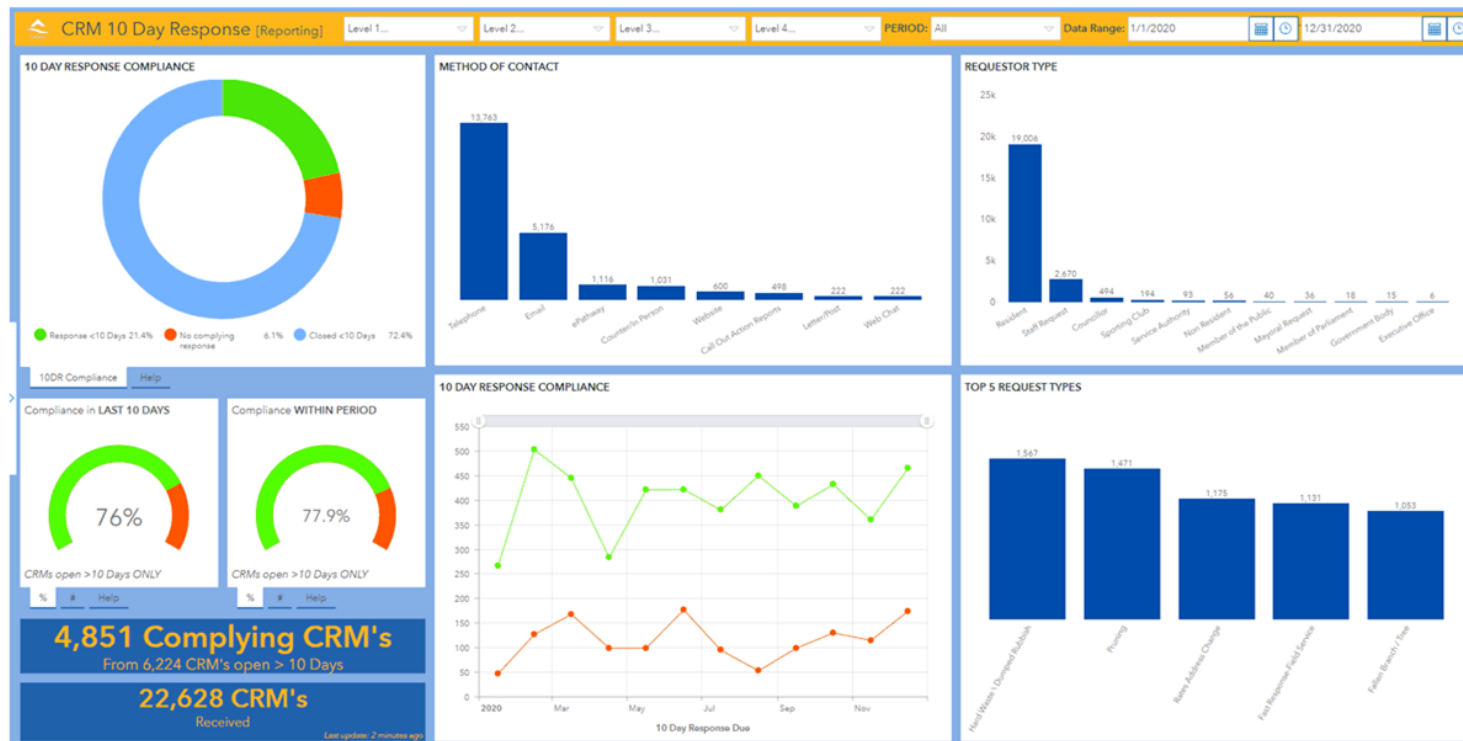 CRM 10 Day Response [Reporting]
Level 1...
Level 2...
Level 3...
Level 4...
PERIOD: All
Data Range: 1/1/2020
12/31/2020
10 DAY RESPONSE COMPLIANCE
Response <10 Days 21.4%
No complying response 6.1%
Closed <10 Days 72.4%
10DR Compliance
Help
METHOD OF CONTACT
13,763
5,176
1,116
1,031
600
498
222
222
Telephone
Email
ePathway
Counter/In Person
Website
Call Out Action Reports
Letter/Post
Web Chat
REQUESTOR TYPE
25k
20k
15k
10k
5k
0
19,006
2,670
494
194
93
56
40
36
18
15
6
Resident
Staff Request
Councillor
Sporting Club
Service Authority
Non Resident
Member of the Public
Mayoral Request
Member of Parliament
Government Body
Executive Office
Compliance in LAST 10 DAYS
76%
CRMs open >10 Days ONLY
%
#
Help
Compliance WITHIN PERIOD
77.9%
CRMs open >10 Days ONLY
%
#
Help
4,851 Complying CRM's
From 6,224 CRM's open > 10 Days
22,628 CRM's
Received
Last update: 2 minutes ago
10 DAY RESPONSE COMPLIANCE
550
500
450
400
350
300
250
200
150
100
50
0
2020
Mar
May
Jul
Sep
Nov
10 Day Response Due
TOP 5 REQUEST TYPES
1,567
1,471
1,175
1,131
1,053
Hard Waste \ Dumped Rubbish
Pruning
Rates Address Change
Fast Response Field Service
Fallen Branch / Tree